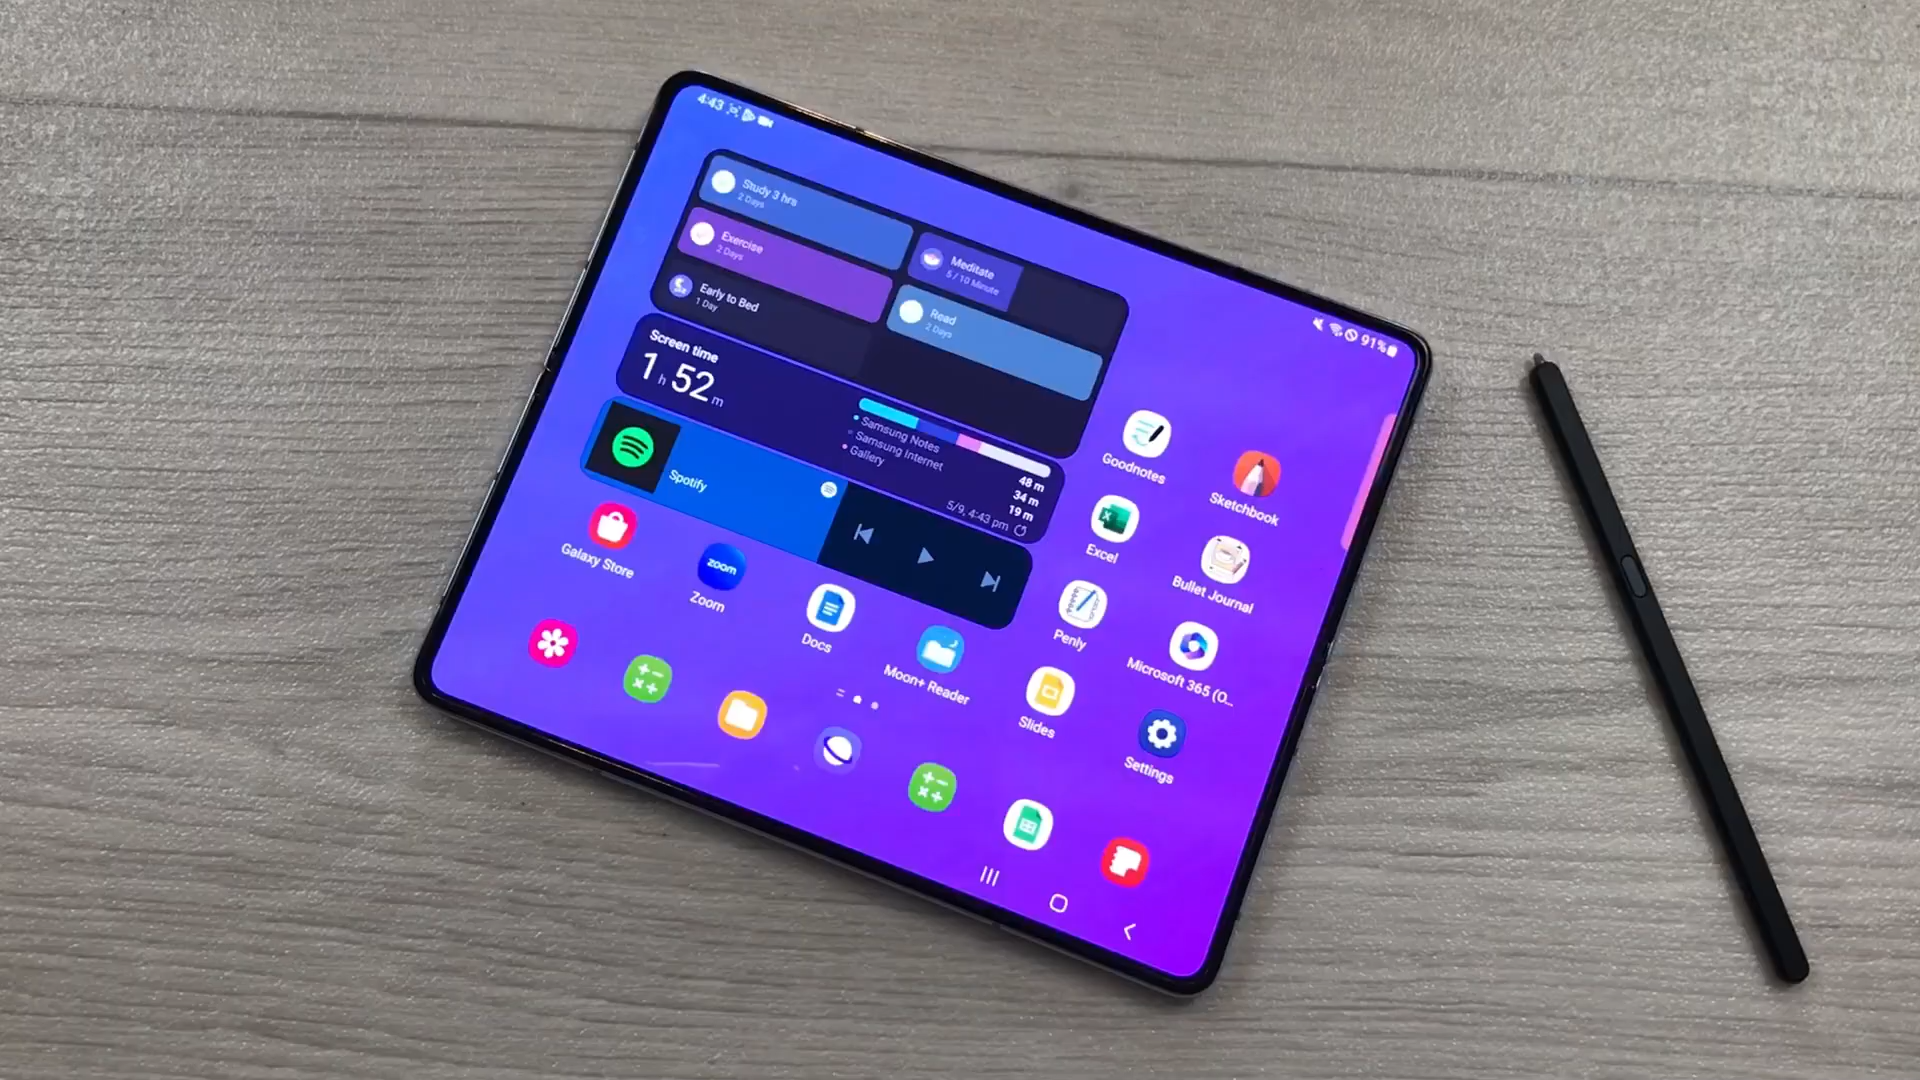 4:43
91%
Study 3 hrs
2 Days
Exercise
2 Days
Early to Bed
1 Day
Meditate
5 / 10 Minute
Read
2 Days
Screen time
1 h 52 m
Samsung Notes
Samsung Internet
Gallery
48 m
34 m
19 m
5/9, 4:43 pm
Spotify
Goodnotes
Sketchbook
Excel
Bullet Journal
Penly
Microsoft 365 (O...
Slides
Settings
Galaxy Store
zoom
Zoom
Docs
Moon+ Reader